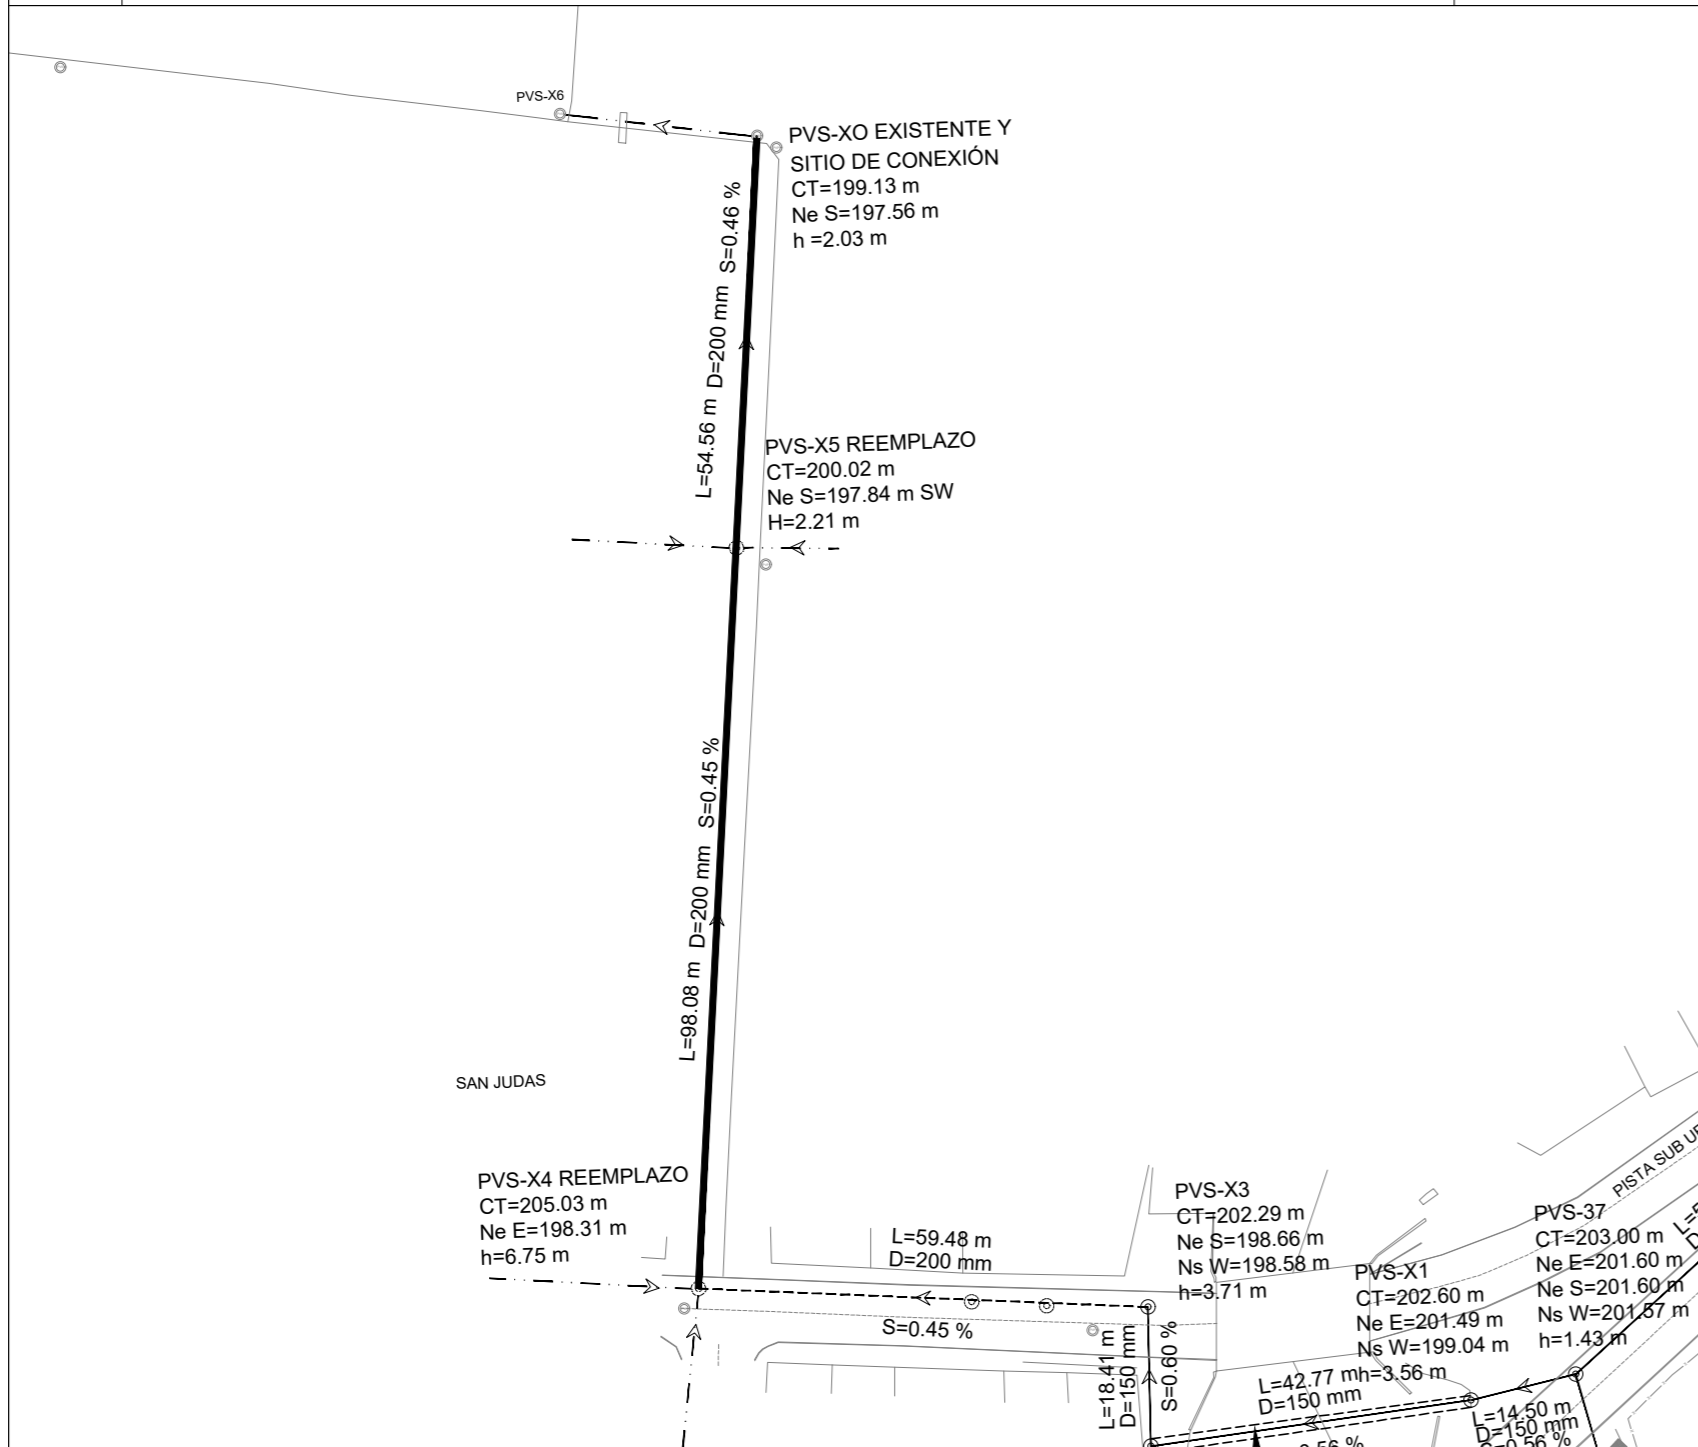 PVS-X6
PVS-XO EXISTENTE Y
SITIO DE CONEXIÓN
CT=199.13 m
Ne S=197.56 m
h =2.03 m
L=54.56 m D=200 mm S=0.46 %
PVS-X5 REEMPLAZO
CT=200.02 m
Ne S=197.84 m SW
H=2.21 m
L=98.08 m D=200 mm S=0.45 %
SAN JUDAS
PVS-X4 REEMPLAZO
CT=205.03 m
Ne E=198.31 m
h=6.75 m
L=59.48 m
D=200 mm
S=0.45 %
PVS-X3
CT=202.29 m
Ne S=198.66 m
Ns W=198.58 m
h=3.71 m
L=18.41 m
D=150 mm
S=0.60 %
PVS-X1
CT=202.60 m
Ne E=201.49 m
Ns W=199.04 m
h=3.56 m
L=42.77 m
D=150 mm
PVS-37
CT=203.00 m
Ne E=201.60 m
Ne S=201.60 m
Ns W=201.57 m
h=1.43 m
L=14.50 m
D=150 mm
0.56 %
PISTA SUB